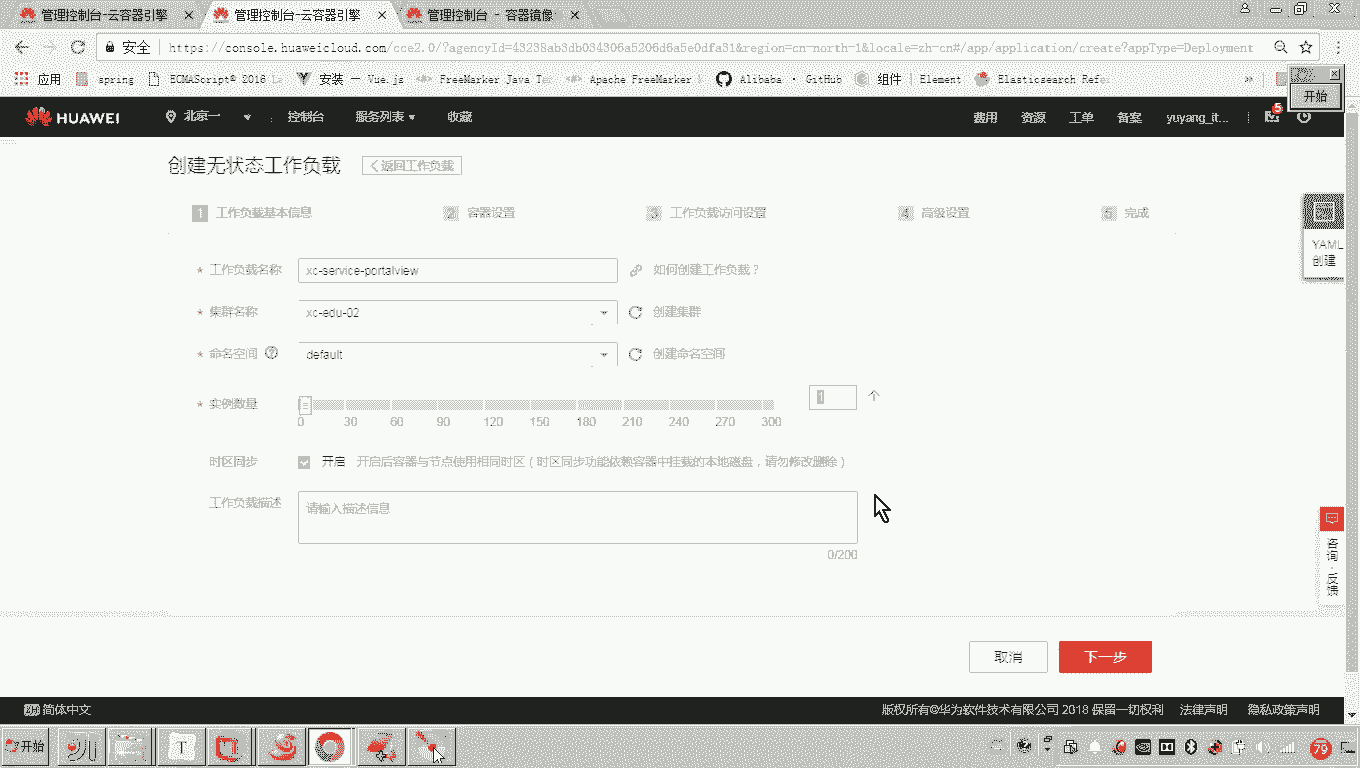 管理控制台-云容器引擎
管理控制台-云容器引擎
管理控制台 - 容器镜像
安全 https://console.huaweicloud.com/cce2.0/?agencyId=43238ab3db034306a5206d6a5e0dfa31&region=cn-north-1&locale=zh-cn#/app/application/create?appType=Deployment
应用 spring ECMAScript® 2016 La 安装 — Vue.js FreeMarker Java Te Apache FreeMarker Alibaba · GitHub 组件 | Element Elasticsearch Refe »
开始
HUAWEI 北京一 控制台 服务列表 收藏 费用 资源 工单 备案 yuyang_it... 5
创建无状态工作负载 返回工作负载
1 工作负载基本信息 2 容器设置 3 工作负载访问设置 4 高级设置 5 完成
YAML
创建
* 工作负载名称 xc-service-portalview 如何创建工作负载？
* 集群名称 xc-edu-02 创建集群
* 命名空间 default 创建命名空间
* 实例数量 1 个
0 30 60 90 120 150 180 210 240 270 300
时区同步 开启 开启后容器与节点使用相同时区（时区同步功能依赖容器中挂载的本地磁盘，请勿修改删除）
工作负载描述 请输入描述信息
0/200
咨询·反馈
取消 下一步
简体中文 版权所有©华为软件技术有限公司 2018 保留一切权利 法律声明 隐私政策声明
开始 T 79